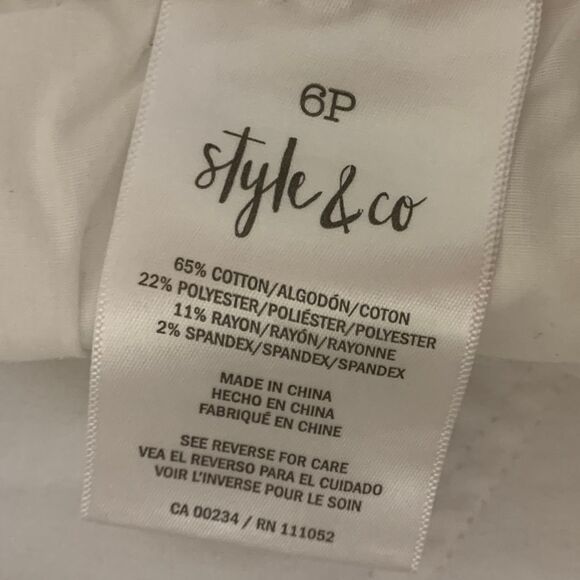 6P
style & co
65% COTTON/ALGODÓN/COTON
22% POLYESTER/POLIÉSTER/POLYESTER
11% RAYON/RAYÓN/RAYONNE
2% SPANDEX/SPANDEX/SPANDEX
MADE IN CHINA
HECHO EN CHINA
FABRIQUÉ EN CHINE
SEE REVERSE FOR CARE
VEA EL REVERSO PARA EL CUIDADO
VOIR L'INVERSE POUR LE SOIN
CA 00234 / RN 111052